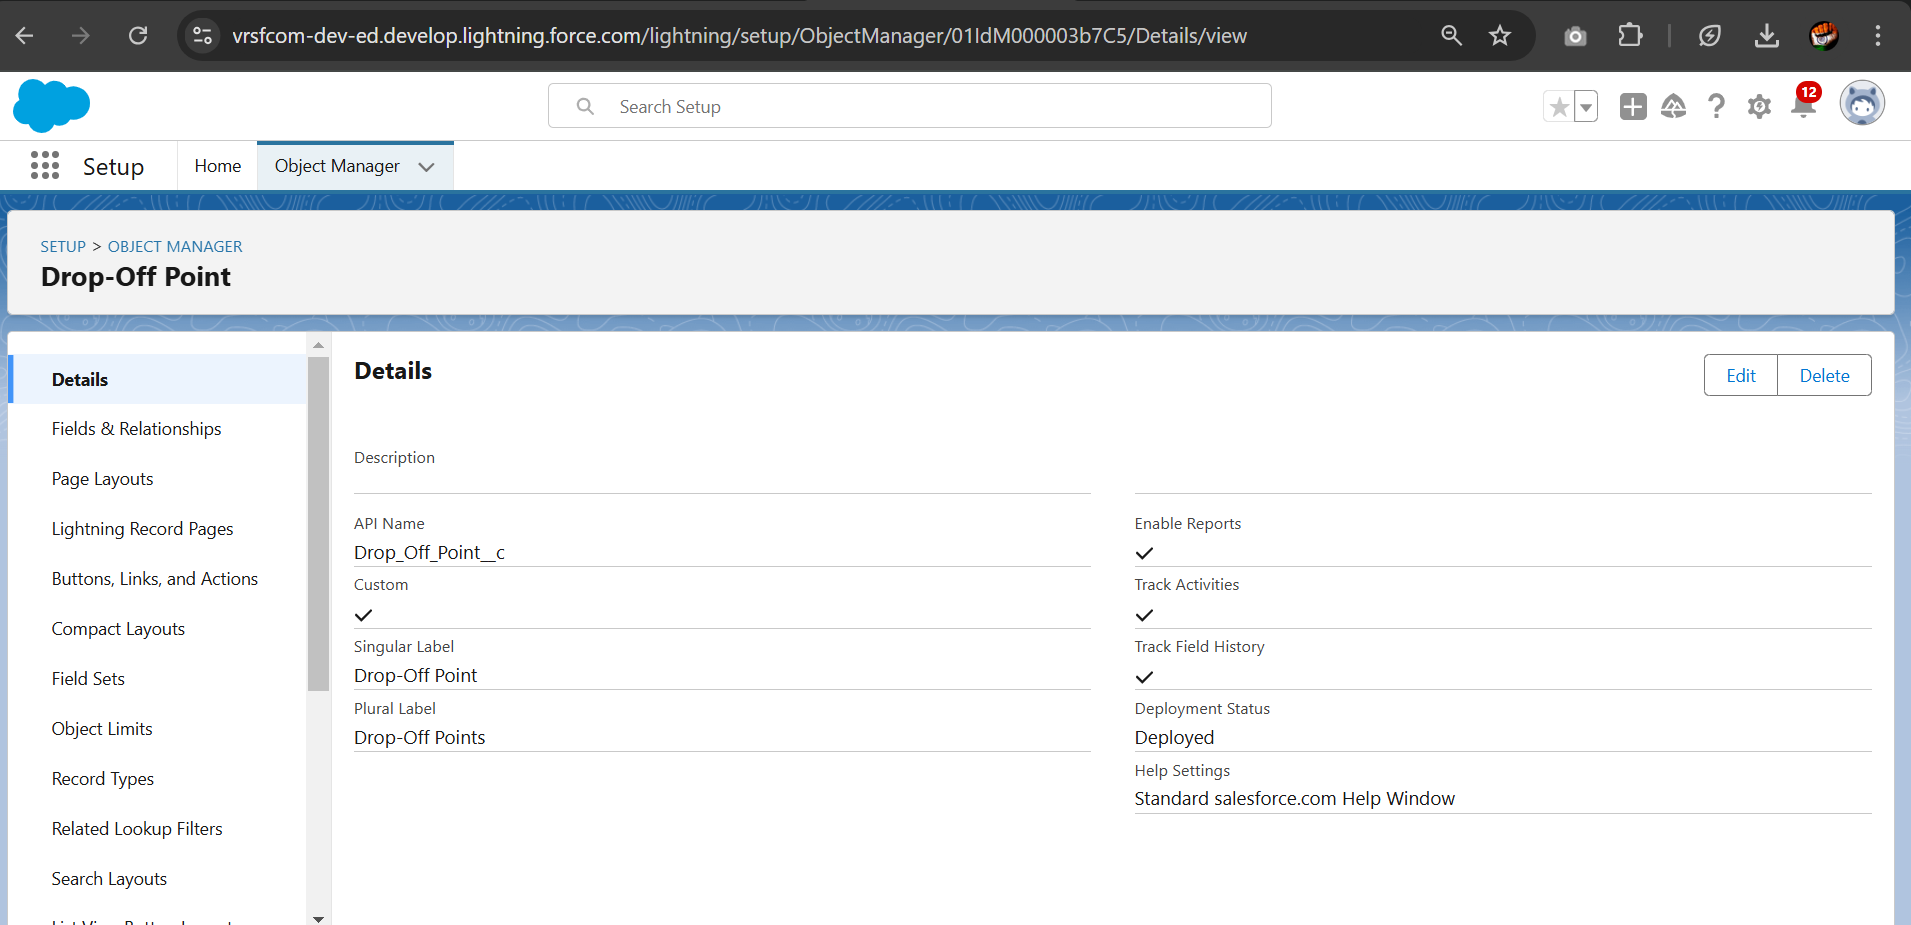 vrsfcom-dev-ed.develop.lightning.force.com/lightning/setup/ObjectManager/01IdM000003b7C5/Details/view
Search Setup
12
Setup
Home
Object Manager
SETUP > OBJECT MANAGER
Drop-Off Point
Details
Fields & Relationships
Page Layouts
Lightning Record Pages
Buttons, Links, and Actions
Compact Layouts
Field Sets
Object Limits
Record Types
Related Lookup Filters
Search Layouts
Details
Edit
Delete
Description
API Name
Drop_Off_Point__c
Custom
Singular Label
Drop-Off Point
Plural Label
Drop-Off Points
Enable Reports
Track Activities
Track Field History
Deployment Status
Deployed
Help Settings
Standard salesforce.com Help Window